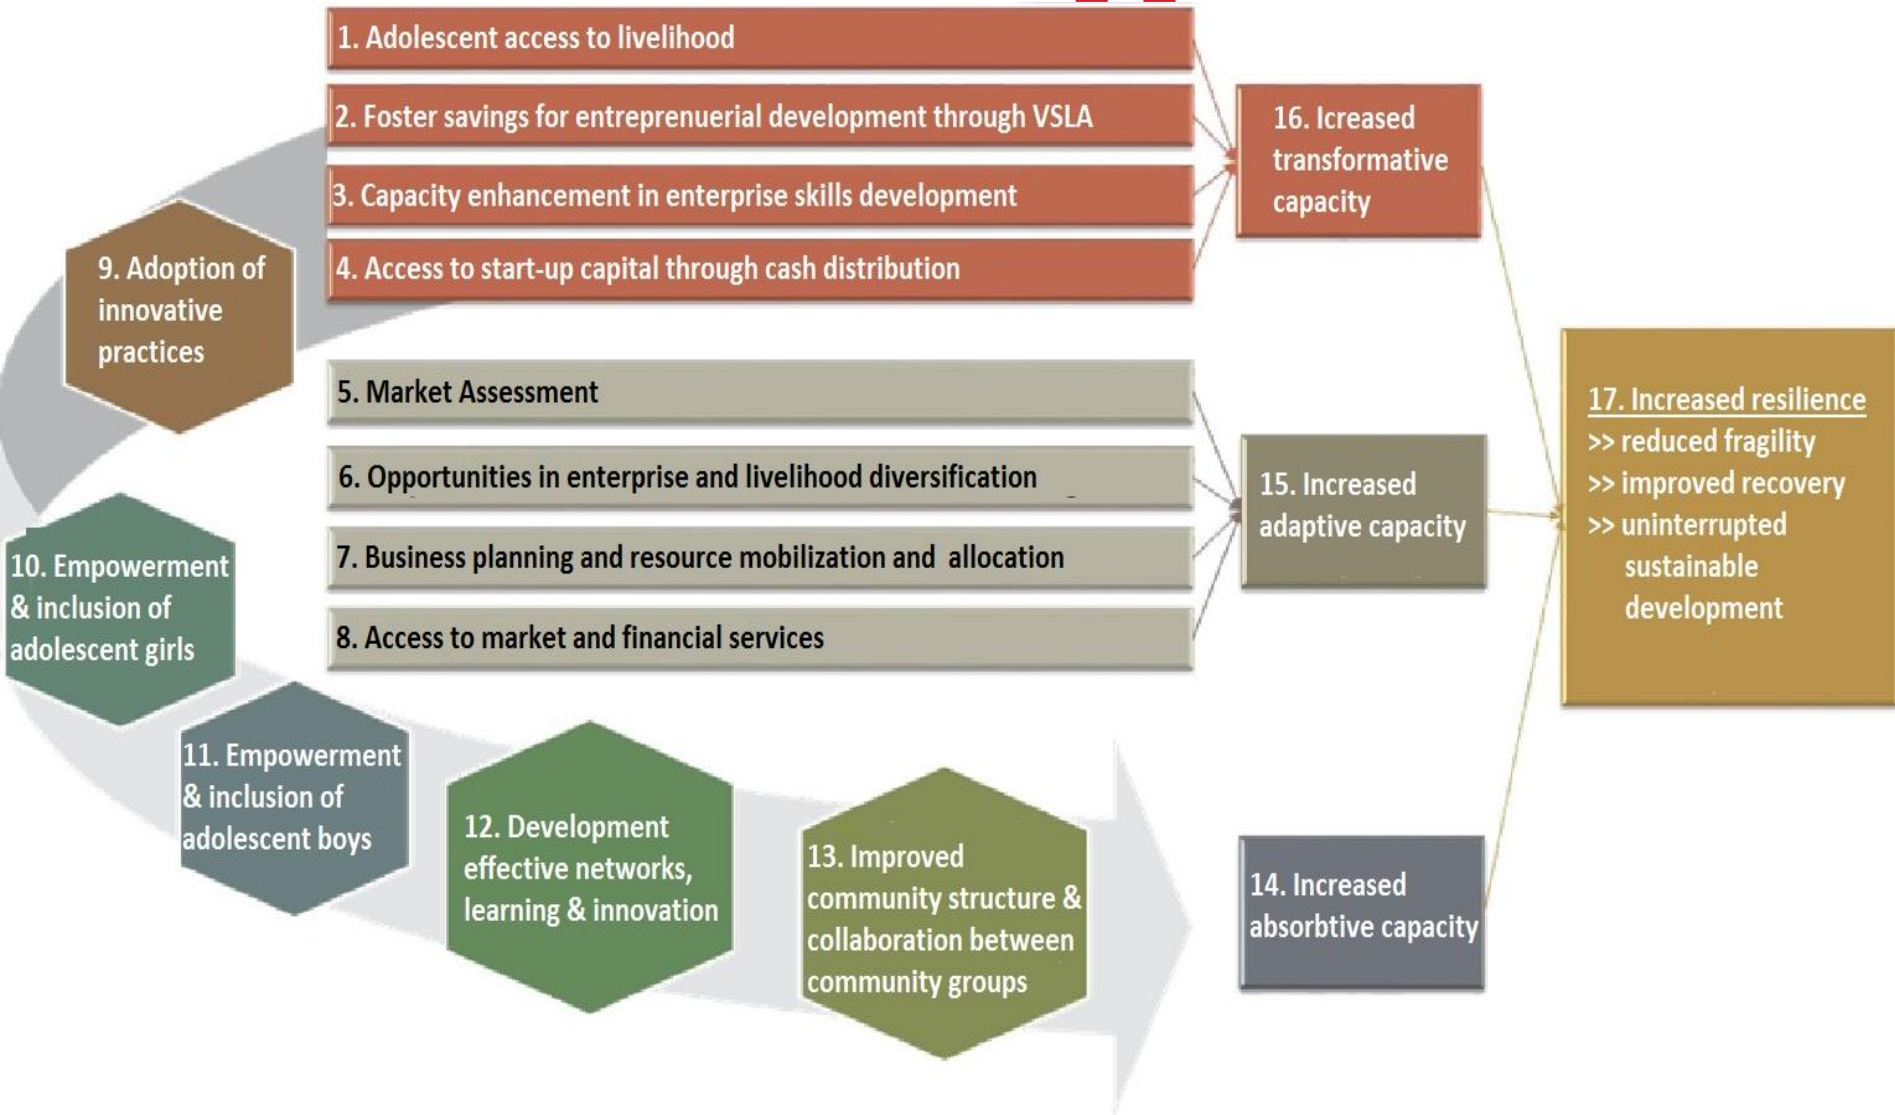 1. Adolescent access to livelihood
2. Foster savings for entreprenuerial development through VSLA
3. Capacity enhancement in enterprise skills development
4. Access to start-up capital through cash distribution
5. Market Assessment
6. Opportunities in enterprise and livelihood diversification
7. Business planning and resource mobilization and allocation
8. Access to market and financial services
9. Adoption of
innovative
practices
10. Empowerment
& inclusion of
adolescent girls
11. Empowerment
& inclusion of
adolescent boys
12. Development
effective networks,
learning & innovation
13. Improved
community structure &
collaboration between
community groups
14. Increased
absorbtive capacity
15. Increased
adaptive capacity
16. Icreased
transformative
capacity
17. Increased resilience
>> reduced fragility
>> improved recovery
>> uninterrupted
sustainable
development